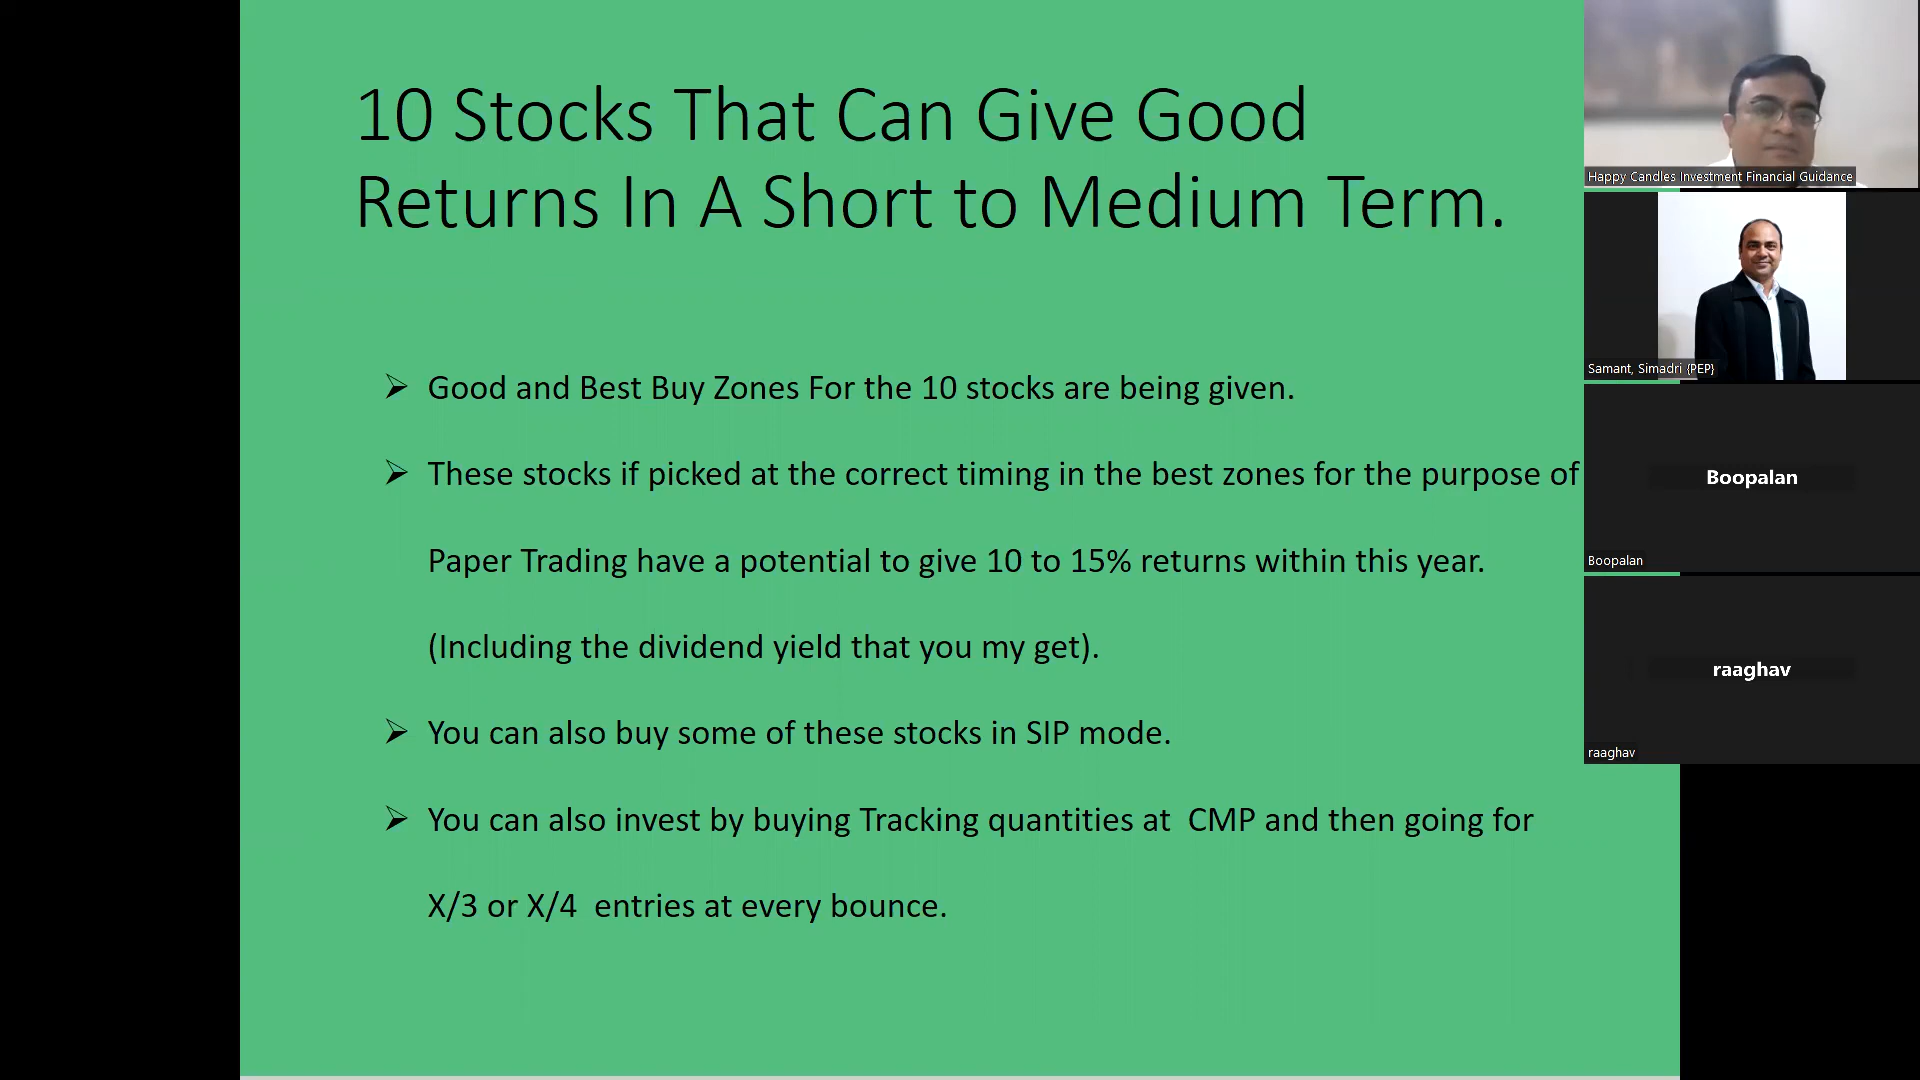 10 Stocks That Can Give Good
Returns In A Short to Medium Term.
➢ Good and Best Buy Zones For the 10 stocks are being given.
➢ These stocks if picked at the correct timing in the best zones for the purpose of
Paper Trading have a potential to give 10 to 15% returns within this year.
(Including the dividend yield that you my get).
➢ You can also buy some of these stocks in SIP mode.
➢ You can also invest by buying Tracking quantities at  CMP and then going for
X/3 or X/4  entries at every bounce.
Happy Candles Investment Financial Guidance
Samant, Simadri {PEP}
Boopalan
Boopalan
raaghav
raaghav